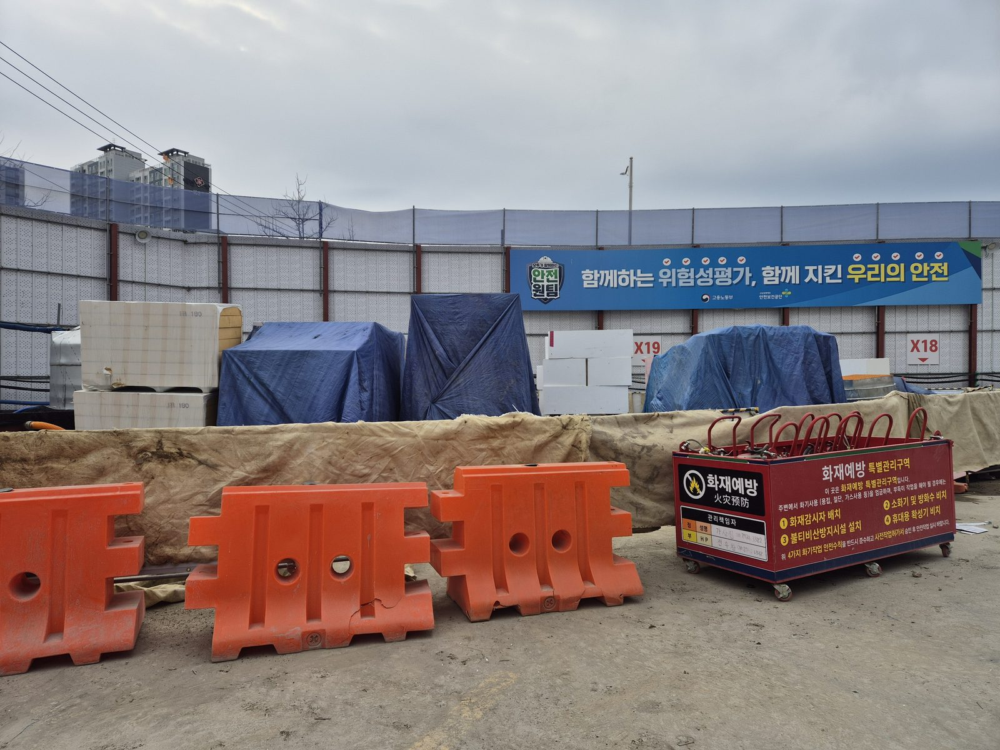 모두가 함께하는
안전
원팀
함께하는 위험성평가, 함께 지킨 우리의 안전
고용노동부
안전보건공단
X19
X18
화재예방
火灾预防
관리책임자
정
성명
부
HP
화재예방 특별관리구역
이 곳은 화재예방 특별관리구역입니다.
주변에서 화기사용 (용접, 절단, 가스사용 등)을 엄금하며, 부득이 작업을 해야 될 경우에는
1 화재감시자 배치
2 소화기 및 방화수 비치
3 불티비산방지시설 설치
4 휴대용 확성기 비치
위 4가지 화기작업 안전수칙을 반드시 준수하고 사전작업허가서 승인 후 안전작업 실시 바랍니다.